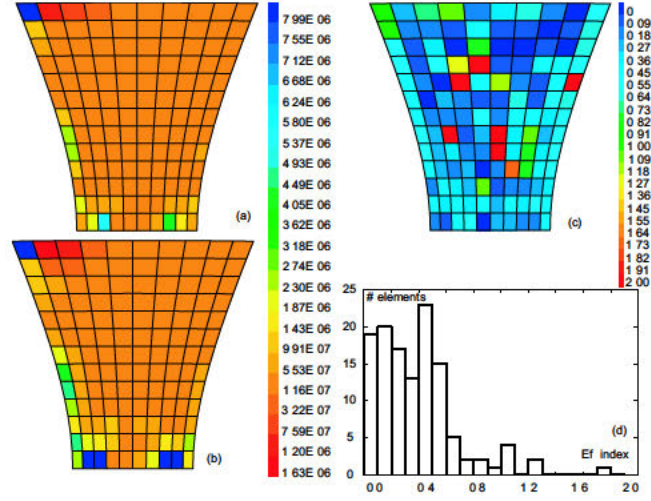 7 99E 06
7.55E 06
7.12E 06
7 68E 06
6 24E 06
5 80E 06
5.37E 06
4 93E 06
4.49E 06
4 05E 06
3 62E 06
3 18E 06
2 74E 06
2 30E 06
1.87E 06
1 43E 06
9 91E 07
5 53E 07
1 16E 07
3 22E 07
7 59E 07
1 20E 06
1 63E 06
(a)
(b)
(c)
0
0 09
0 18
0 27
0 36
0 45
0 55
0 64
0 73
0 82
0 91
1 00
1 09
1 18
1 27
1 36
1 45
1 55
1 64
1 73
1 82
1 91
2 00
25
# elements
20
15
10
5
0
(d)
Ef index
0 0 0 4 0.8 1.2 1.6 2 0